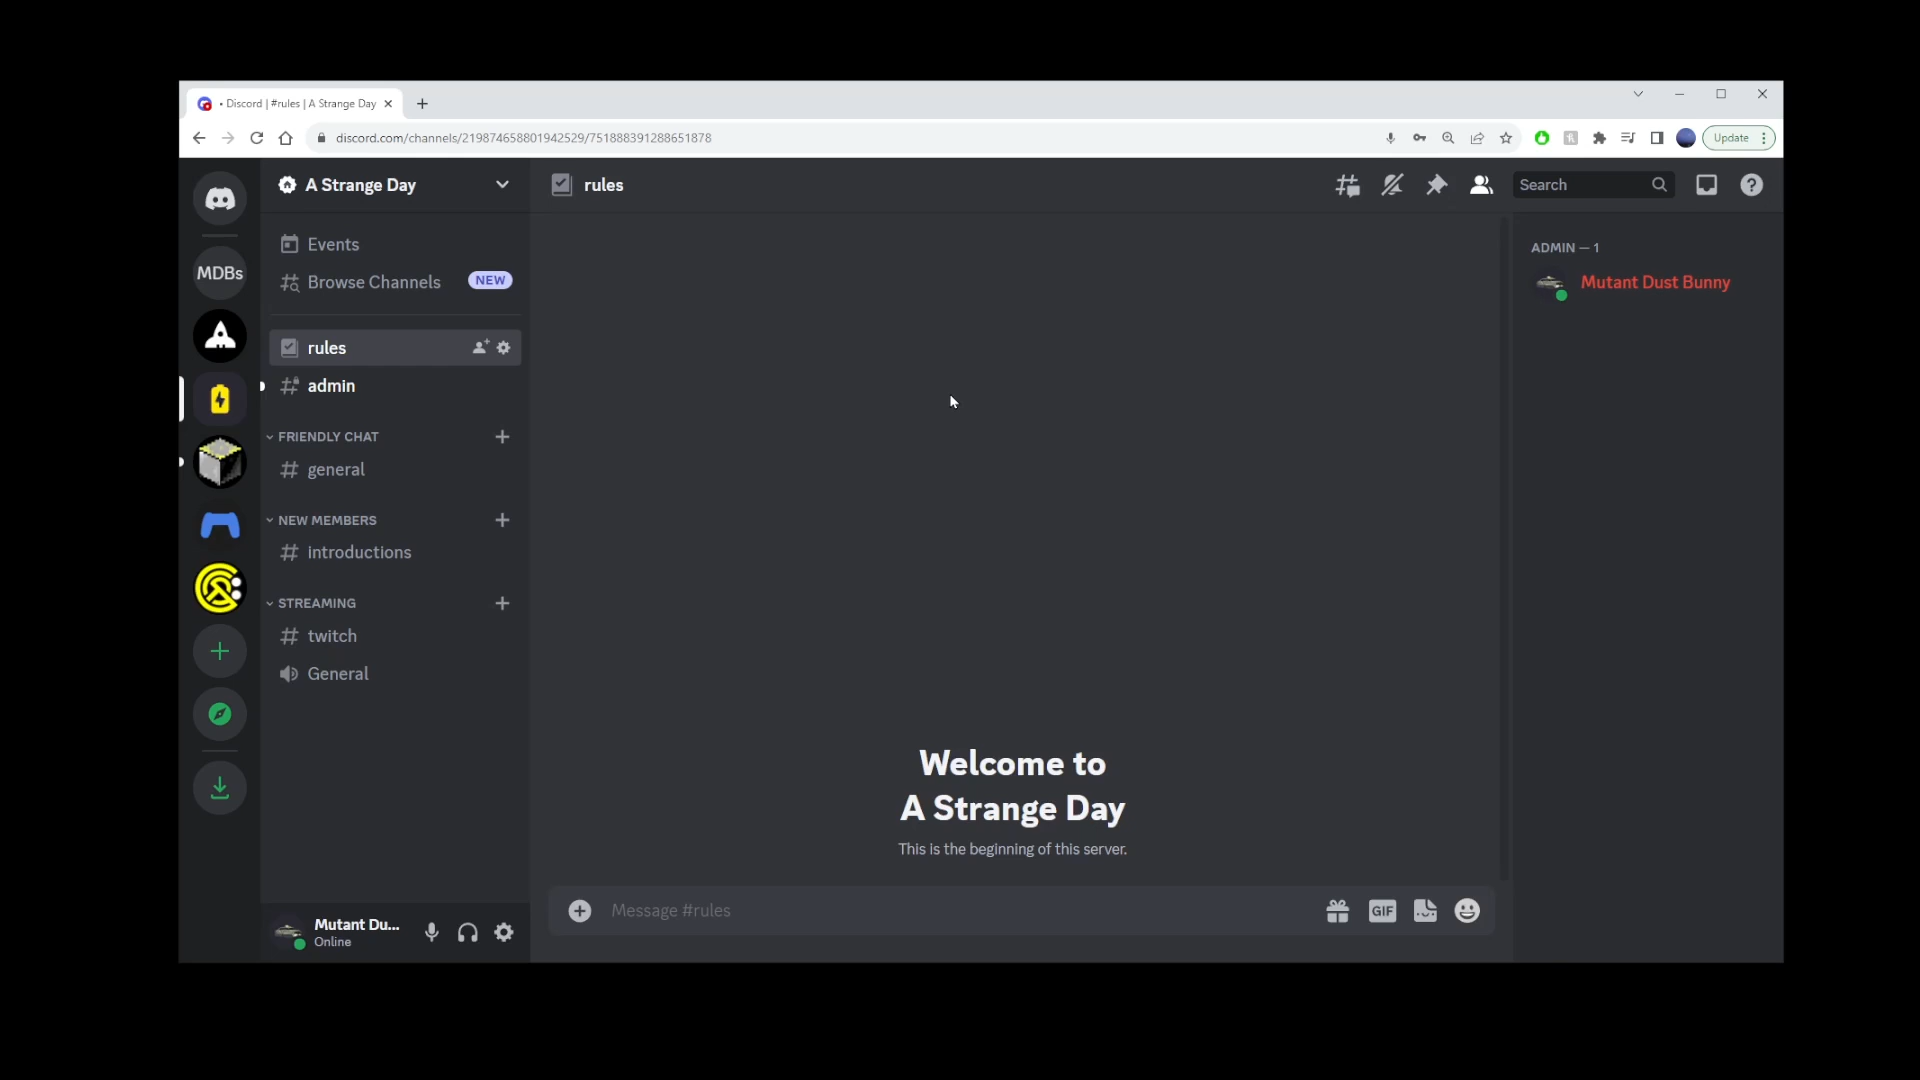 • Discord | #rules | A Strange Day
discord.com/channels/219874658801942529/751888391288651878
Update
MDBs
A Strange Day
Events
Browse Channels NEW
rules
admin
FRIENDLY CHAT
general
NEW MEMBERS
introductions
STREAMING
twitch
General
Mutant Du...
Online
rules
Search
Welcome to
A Strange Day
This is the beginning of this server.
Message #rules
GIF
ADMIN — 1
Mutant Dust Bunny